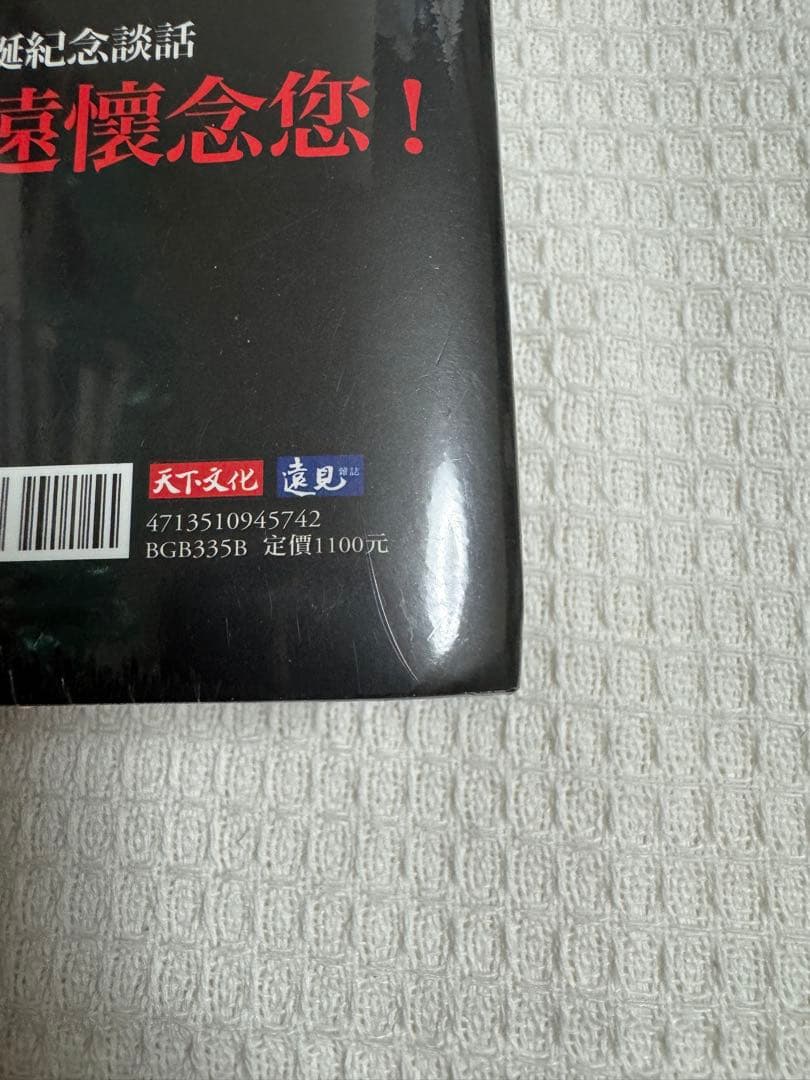 誕紀念談話
遠懷念您！
天下文化 遠見 雜誌
4713510945742
BGB335B 定價1100元